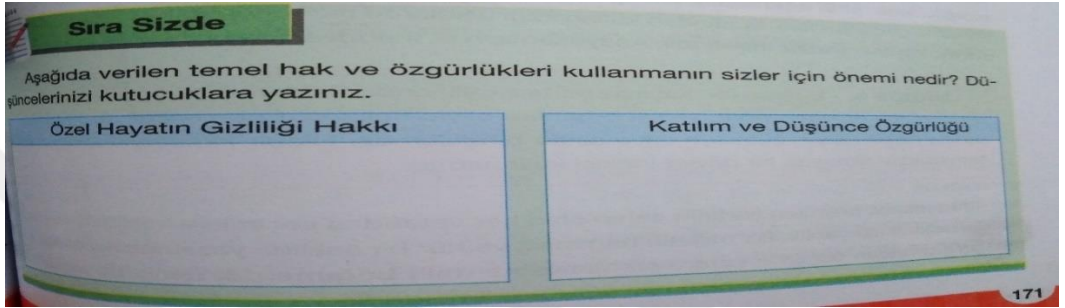 Sıra Sizde
Aşağıda verilen temel hak ve özgürlükleri kullanmanın sizler için önemi nedir? Dü-
şüncelerinizi kutucuklara yazınız.
Özel Hayatın Gizliliği Hakkı
Katılım ve Düşünce Özgürlüğü
171